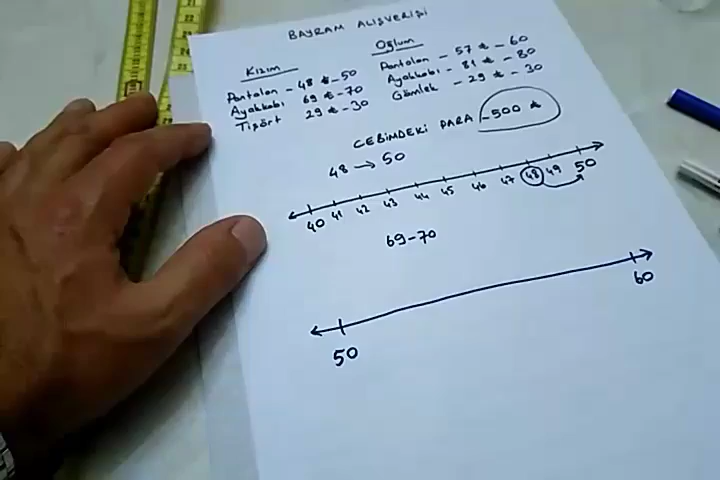 BAYRAM ALIŞVERİŞİ
Kızım
Pantolon - 48 ₺ - 50
Ayakkabı 69 ₺ - 70
Tişört 29 ₺ - 30
Oğlum
Pantolon - 57 ₺ - 60
Ayakkabı - 81 ₺ - 80
Gömlek - 29 ₺ - 30
CEBİMDEKİ PARA - 500 ₺
48 → 50
40 41 42 43 44 45 46 47 48 49 50
69-70
50 60